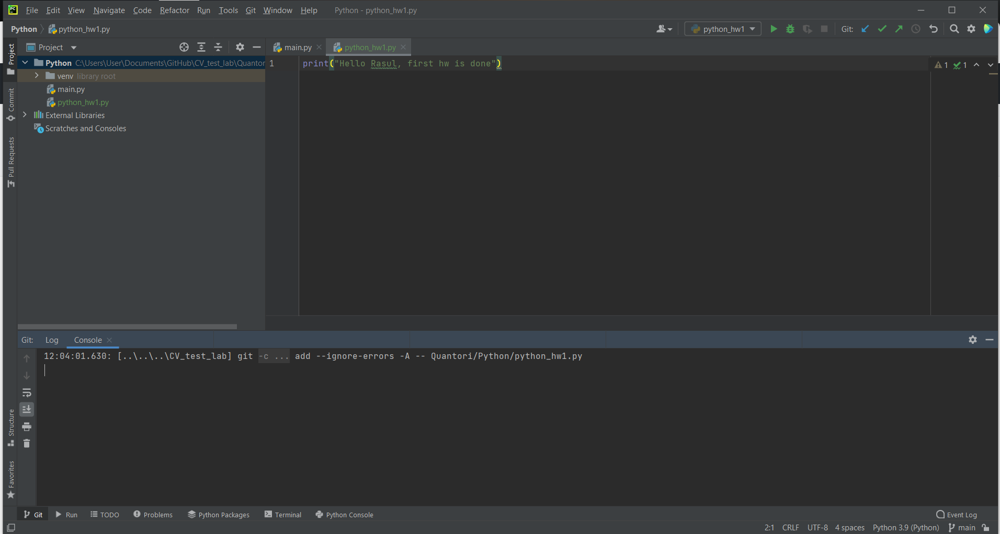 PC File Edit View Navigate Code Refactor Run Tools Git Window Help Python - python_hw1.py
Python python_hw1.py python_hw1 Git:
Project
Commit
Pull Requests
Structure
Favorites
Project
Python C:\Users\User\Documents\GitHub\CV_test_lab\Quantor
venv library root
main.py
python_hw1.py
External Libraries
Scratches and Consoles
main.py python_hw1.py
1 print("Hello Rasul, first hw is done") 1 1
Git: Log Console
12:04:01.630: [..\..\..\CV_test_lab] git -c ... add --ignore-errors -A -- Quantori/Python/python_hw1.py
Git Run TODO Problems Python Packages Terminal Python Console Event Log
2:1 CRLF UTF-8 4 spaces Python 3.9 (Python) main